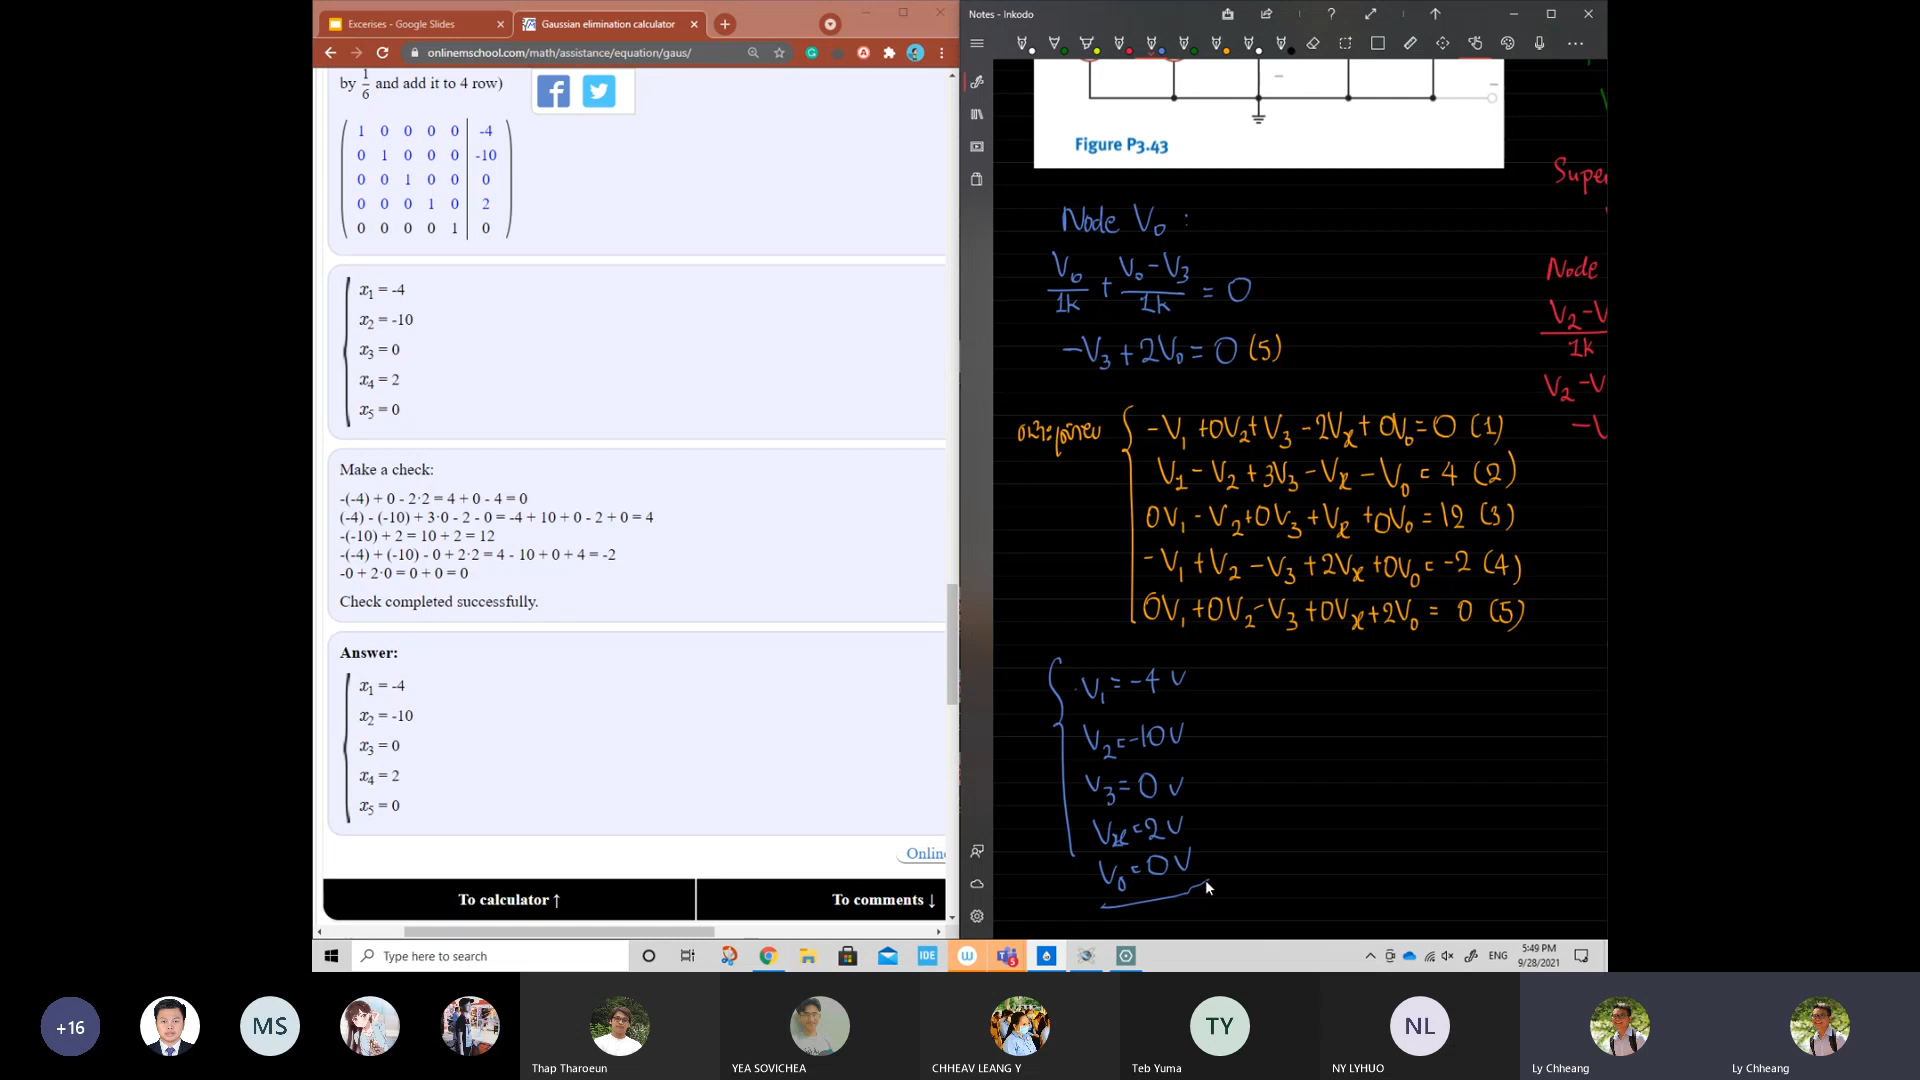 Excerises - Google Slides
Gaussian elimination calculator
onlinemschool.com/math/assistance/equation/gaus/
by 1/6 and add it to 4 row)
1 0 0 0 0 -4
0 1 0 0 0 -10
0 0 1 0 0 0
0 0 0 1 0 2
0 0 0 0 1 0
x1 = -4
x2 = -10
x3 = 0
x4 = 2
x5 = 0
Make a check:
-(-4) + 0 - 2·2 = 4 + 0 - 4 = 0
(-4) - (-10) + 3·0 - 2 - 0 = -4 + 10 + 0 - 2 + 0 = 4
-(-10) + 2 = 10 + 2 = 12
-(-4) + (-10) - 0 + 2·2 = 4 - 10 + 0 + 4 = -2
-0 + 2·0 = 0 + 0 = 0
Check completed successfully.
Answer:
x1 = -4
x2 = -10
x3 = 0
x4 = 2
x5 = 0
Online
To calculator ↑
To comments ↓
Notes - Inkodo
Figure P3.43
Node V0 :
V0/1k + V0-V3/1k = 0
-V3 + 2V0 = 0 (5)
-V1 + 0V2 + V3 - 2Vx + 0V0 = 0 (1)
V1 - V2 + 3V3 - Vx - V0 = 4 (2)
0V1 - V2 + 0V3 + Vx + 0V0 = 12 (3)
-V1 + V2 - V3 + 2Vx + 0V0 = -2 (4)
0V1 + 0V2 - V3 + 0Vx + 2V0 = 0 (5)
V1 = -4 V
V2 = -10V
V3 = 0 V
Vx = 2V
V0 = 0V
Supe
Node
V2-V
1k
V2-V
-V
Type here to search
IDE
W
5
ENG
5:49 PM
9/28/2021
+16
MS
TY
NL
Thap Tharoeun
YEA SOVICHEA
CHHEAV LEANG Y
Teb Yuma
NY LYHUO
Ly Chheang
Ly Chheang